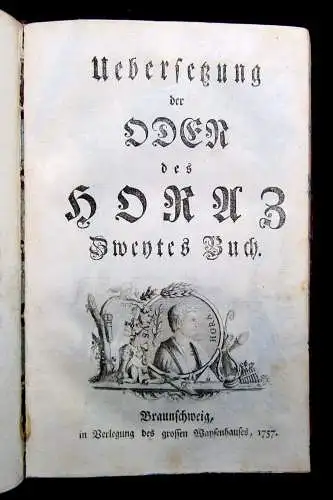 Uebersetzung
der
ODEN
des
HORAZ
Zweytes Buch.
HORA
Braunschweig,
in Verlegung des grossen Waysenhauses, 1757.